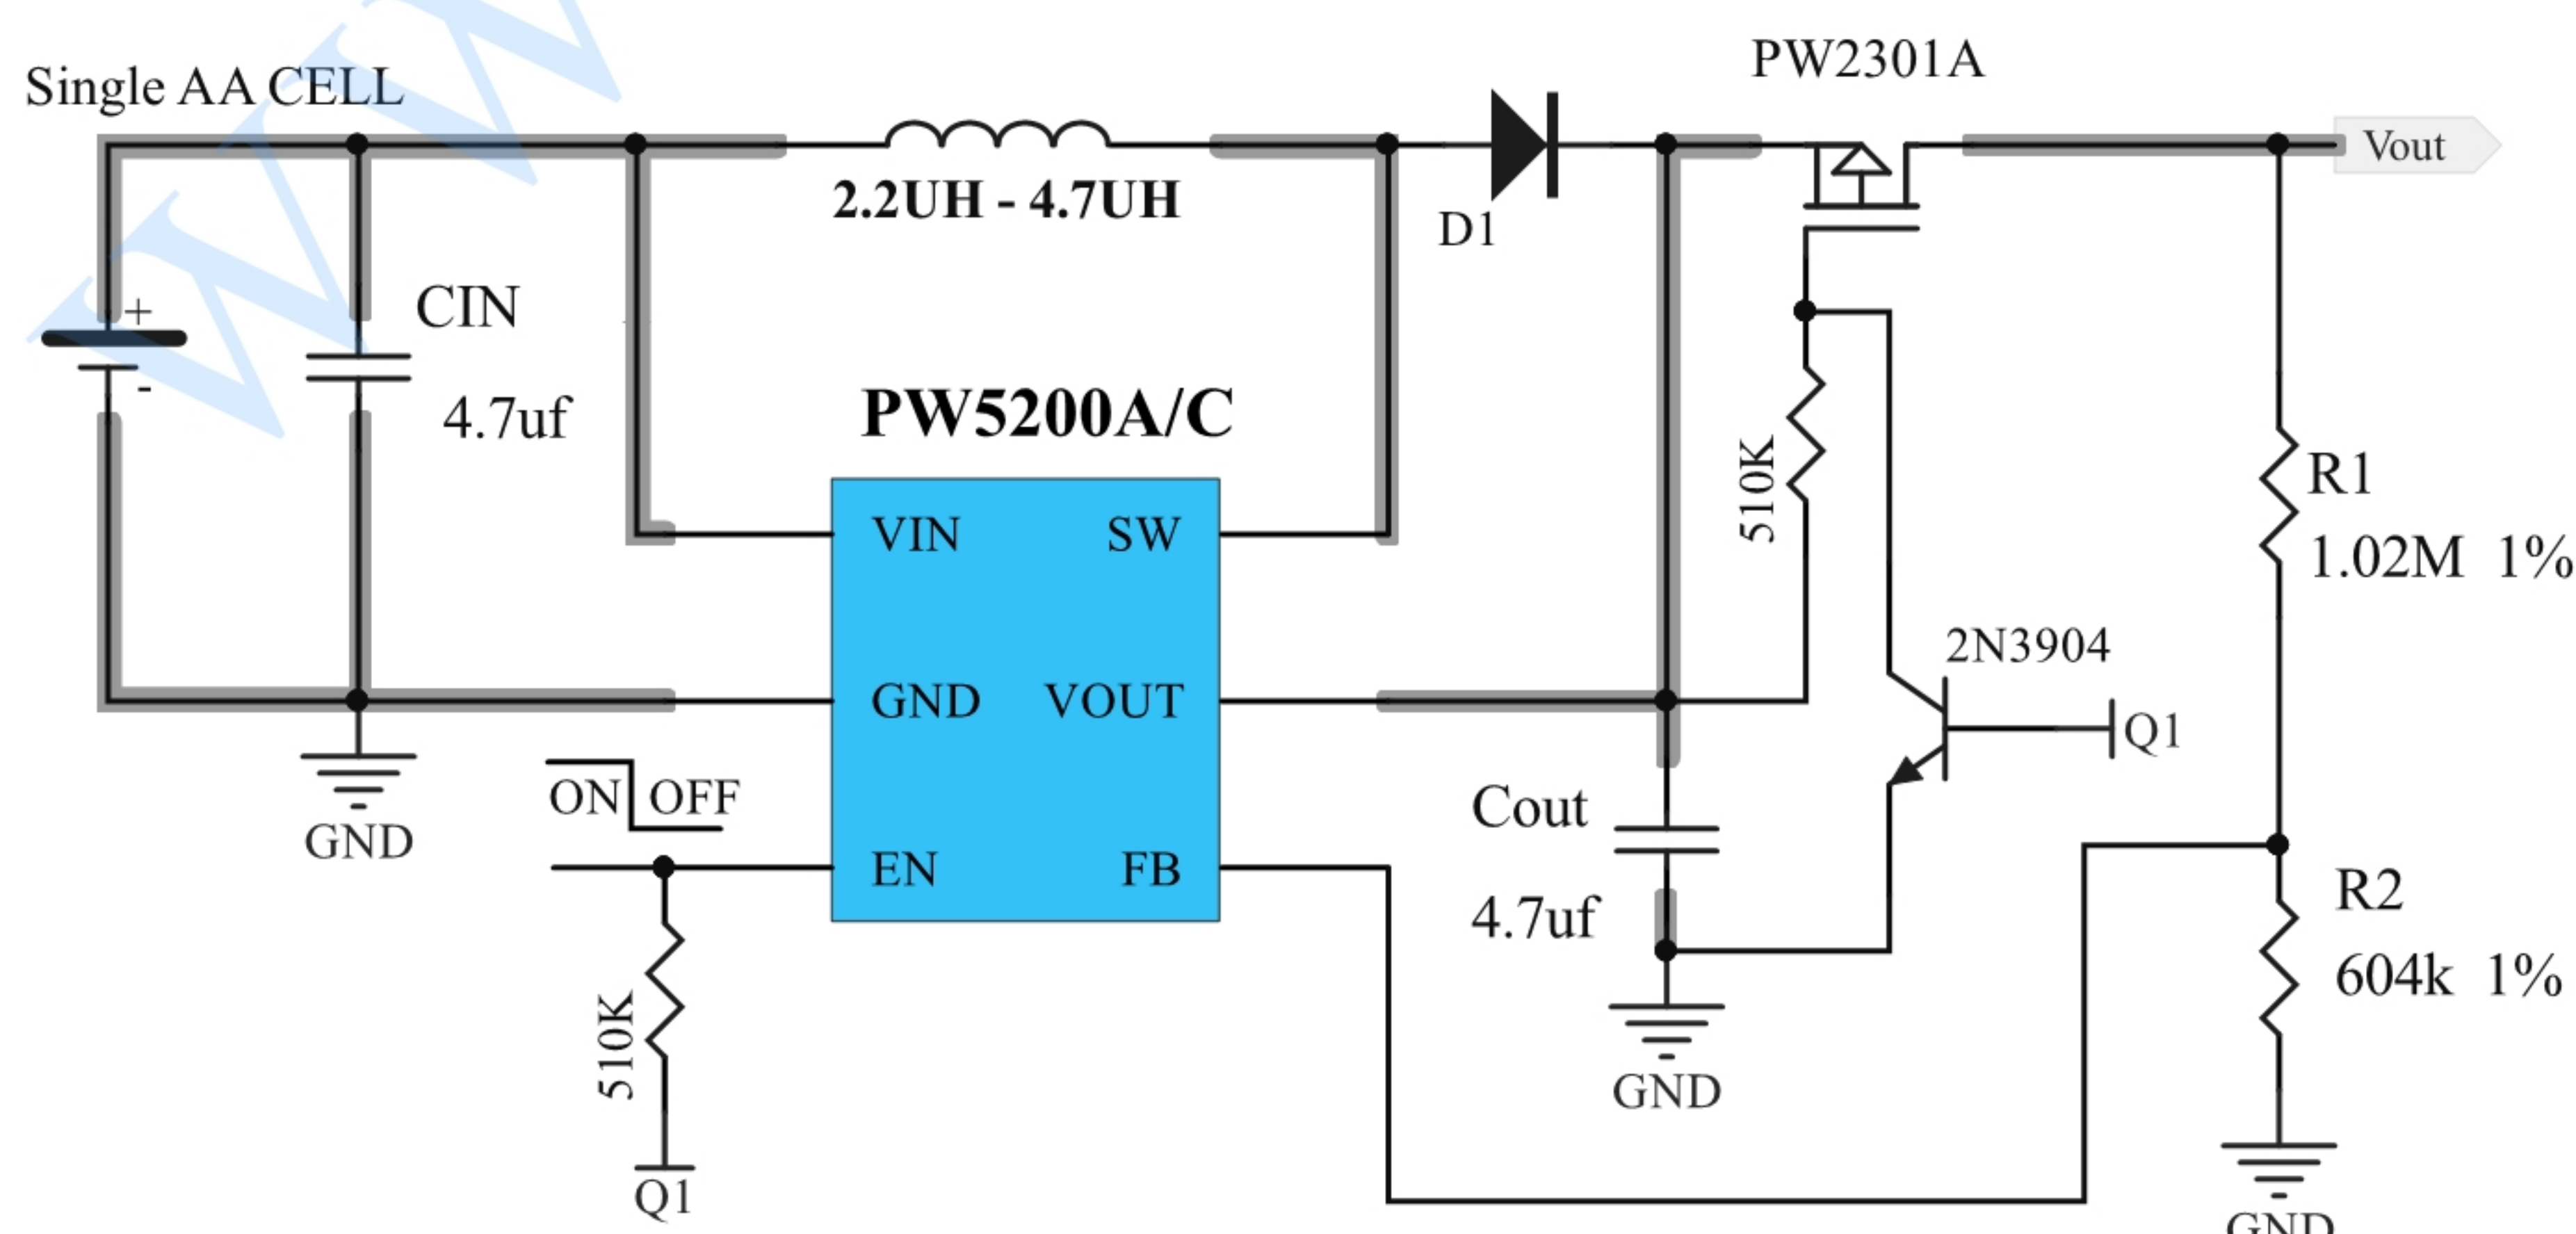 WW
Single AA CELL
PW2301A
Vout
2.2UH - 4.7UH
D1
+
-
CIN
4.7uf
PW5200A/C
510K
R1
1.02M 1%
VIN
SW
GND
VOUT
EN
FB
2N3904
Q1
ON
OFF
GND
Cout
4.7uf
R2
604k 1%
510K
Q1
GND
GND